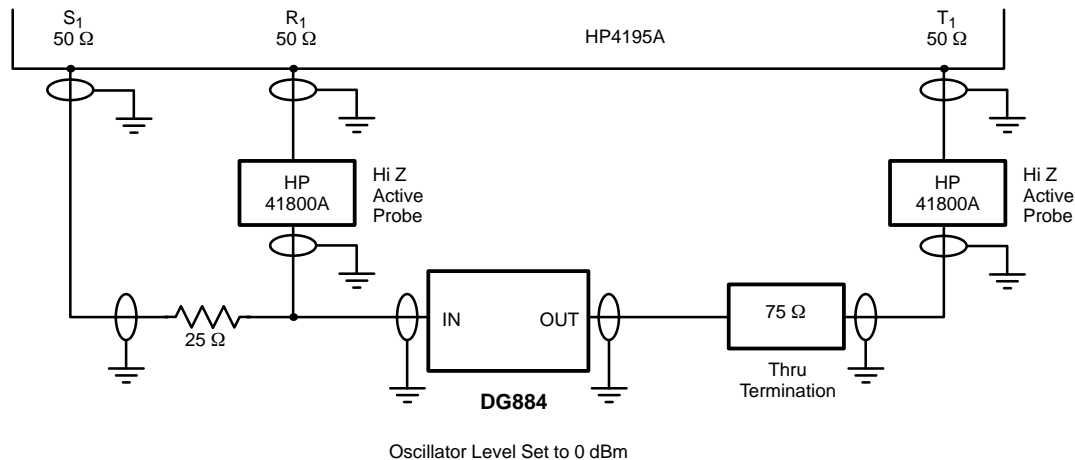 S1
50 Ω
R1
50 Ω
HP4195A
T1
50 Ω
HP
41800A
Hi Z
Active
Probe
HP
41800A
Hi Z
Active
Probe
25 Ω
IN
OUT
75 Ω
Thru
Termination
DG884
Oscillator Level Set to 0 dBm